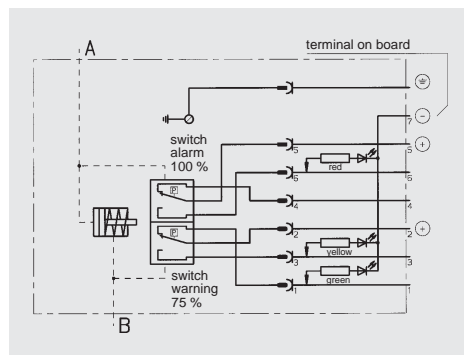 A
terminal on board
7
−
switch
alarm
100 %
5
5
+
red
6
6
P
4
4
P
2
2
+
yellow
3
3
switch
warning
75 %
green
1
1
B